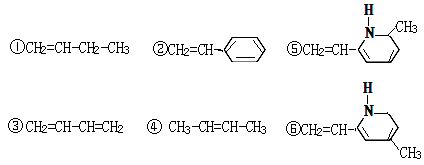 ①CH₂=CH-CH₂-CH₃
②CH₂=CH
⑤CH₂=CH
H
N
CH₃
③CH₂=CH-CH=CH₂
④ CH₃-CH=CH-CH₃
⑥CH₂=CH
H
N
CH₃